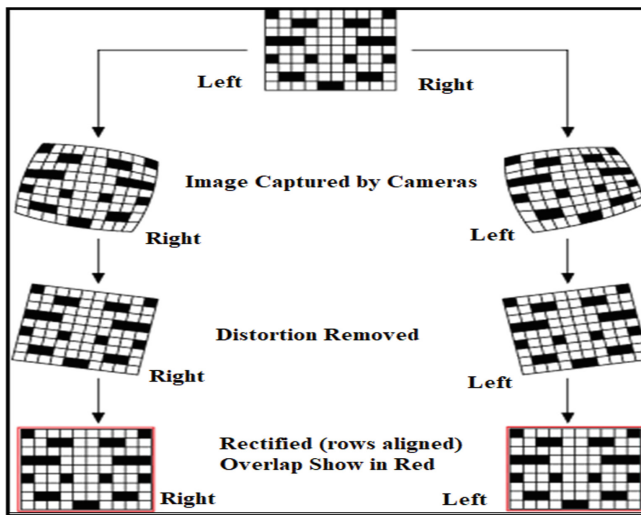 Left
Right
Image Captured by Cameras
Right
Left
Distortion Removed
Right
Left
Rectified (rows aligned)
Overlap Show in Red
Right
Left